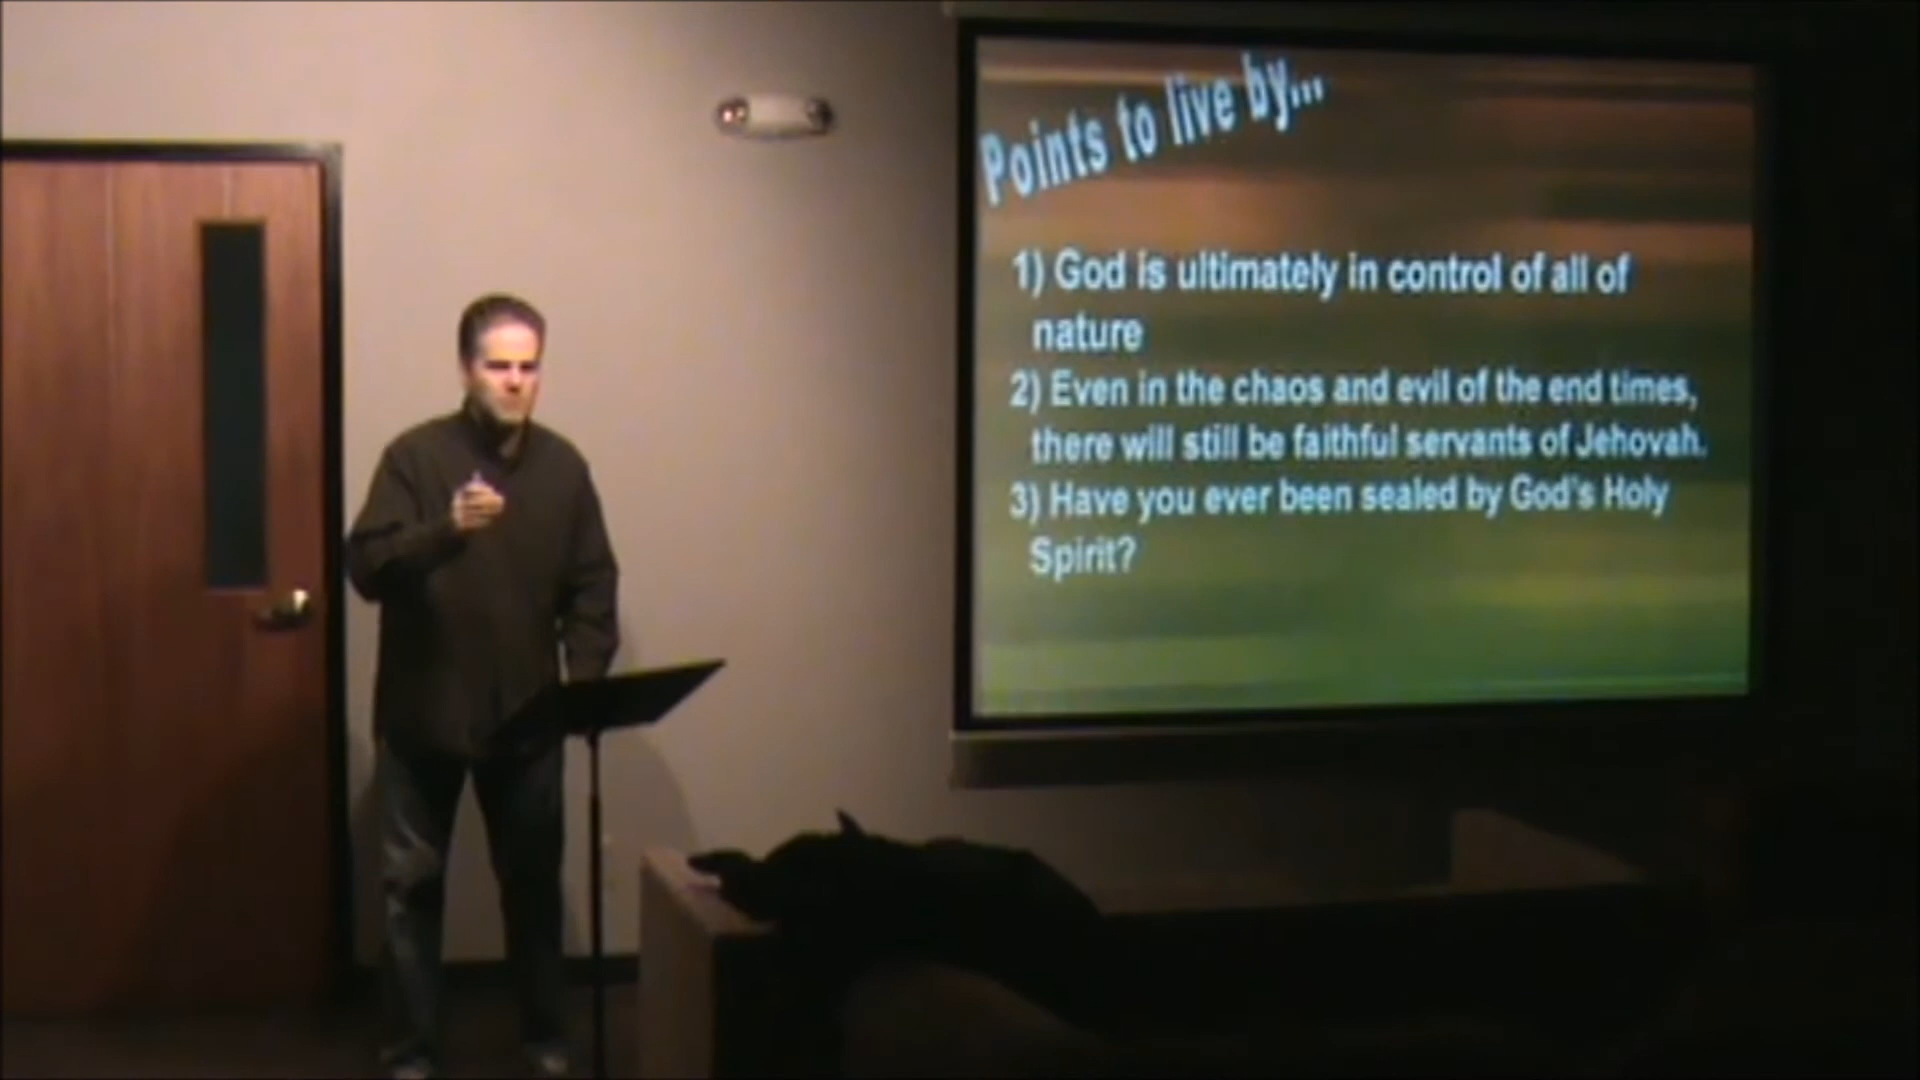 Points to live by...
1) God is ultimately in control of all of
nature
2) Even in the chaos and evil of the end times,
there will still be faithful servants of Jehovah.
3) Have you ever been sealed by God's Holy
Spirit?